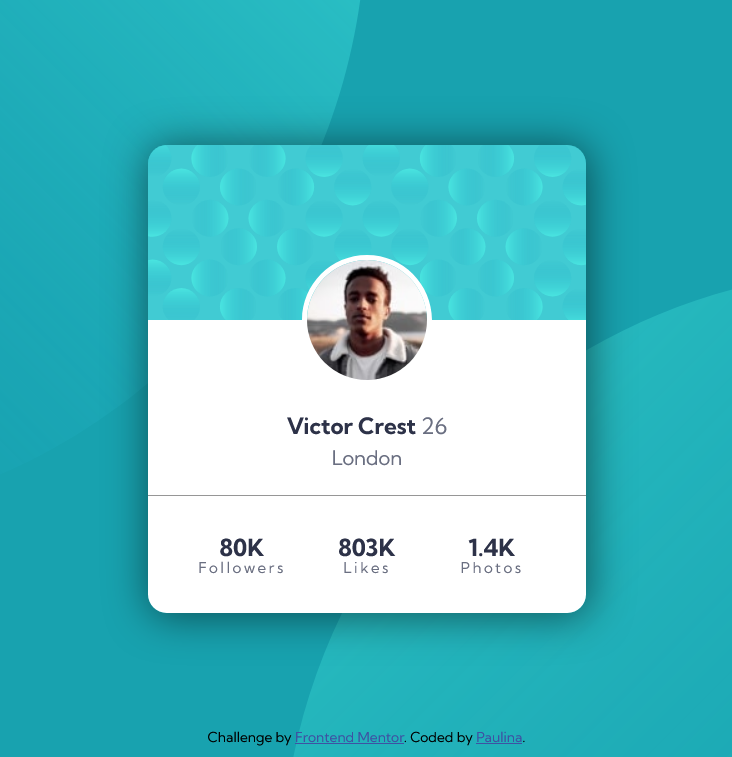 Victor Crest 26
London
80K 803K 1.4K
Followers Likes Photos
Challenge by Frontend Mentor. Coded by Paulina.